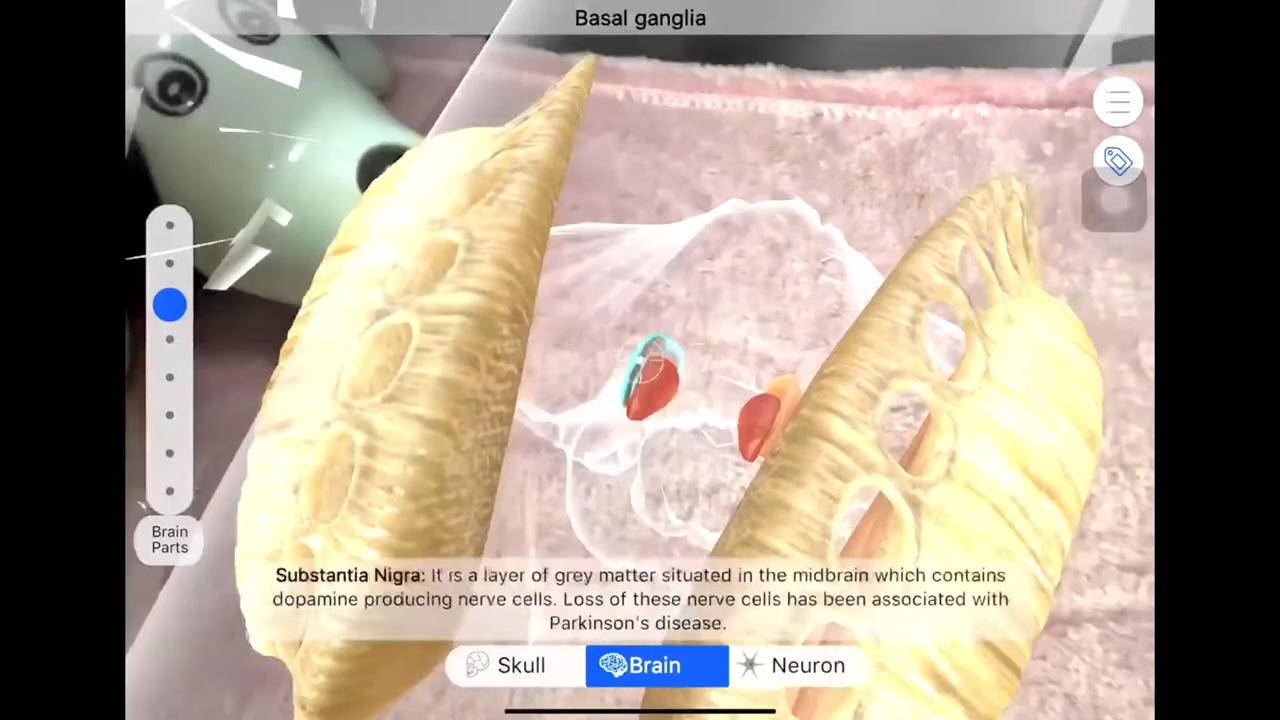 Basal ganglia
Brain
Parts
Substantia Nigra: It is a layer of grey matter situated in the midbrain which contains
dopamine producing nerve cells. Loss of these nerve cells has been associated with
Parkinson's disease.
Skull
Brain
Neuron